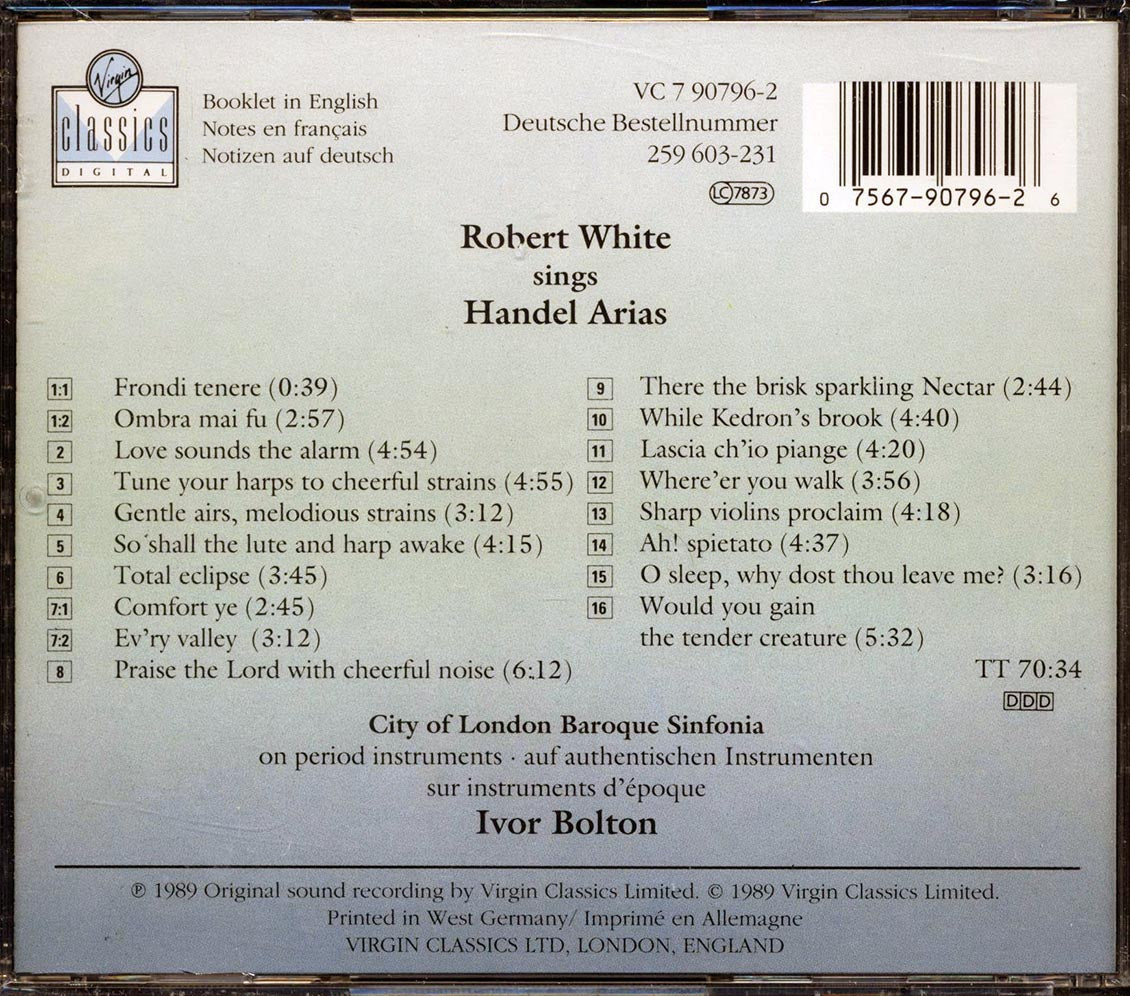 Virgin
classics
DIGITAL
Booklet in English
Notes en français
Notizen auf deutsch
VC 7 90796-2
Deutsche Bestellnummer
259 603-231
LC 7873
0 7567-90796-2 6
Robert White
sings
Handel Arias
1:1 Frondi tenere (0:39)
1:2 Ombra mai fu (2:57)
2 Love sounds the alarm (4:54)
3 Tune your harps to cheerful strains (4:55)
4 Gentle airs, melodious strains (3:12)
5 So shall the lute and harp awake (4:15)
6 Total eclipse (3:45)
7:1 Comfort ye (2:45)
7:2 Ev'ry valley (3:12)
8 Praise the Lord with cheerful noise (6:12)
9 There the brisk sparkling Nectar (2:44)
10 While Kedron's brook (4:40)
11 Lascia ch'io piange (4:20)
12 Where'er you walk (3:56)
13 Sharp violins proclaim (4:18)
14 Ah! spietato (4:37)
15 O sleep, why dost thou leave me? (3:16)
16 Would you gain
the tender creature (5:32)
TT 70:34
DDD
City of London Baroque Sinfonia
on period instruments · auf authentischen Instrumenten
sur instruments d'époque
Ivor Bolton
℗ 1989 Original sound recording by Virgin Classics Limited. © 1989 Virgin Classics Limited.
Printed in West Germany/ Imprimé en Allemagne
VIRGIN CLASSICS LTD, LONDON, ENGLAND